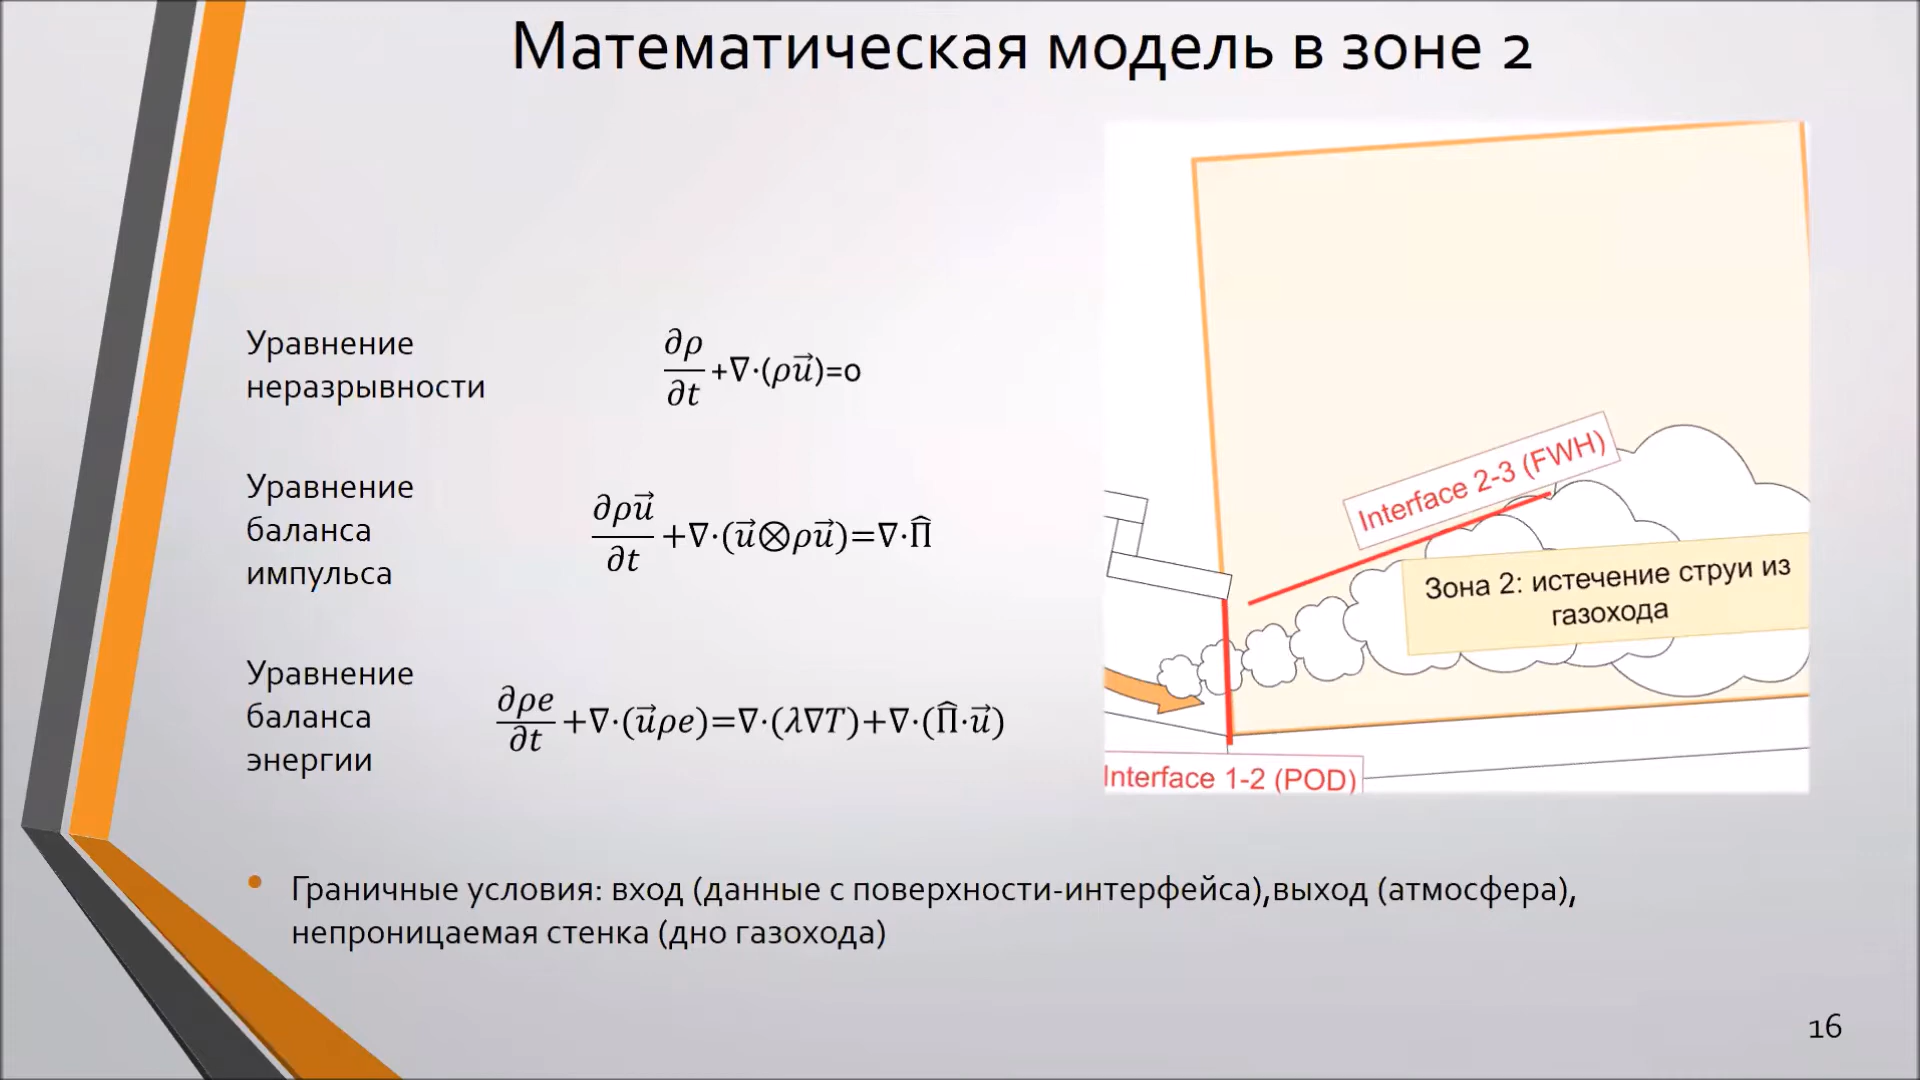 Математическая модель в зоне 2
Уравнение
неразрывности
∂ρ/∂t+∇·(ρu⃗)=0
Уравнение
баланса
импульса
∂ρu⃗/∂t+∇·(u⃗⊗ρu⃗)=∇·Π̂
Уравнение
баланса
энергии
∂ρe/∂t+∇·(u⃗ρe)=∇·(λ∇T)+∇·(Π̂·u⃗)
Interface 2-3 (FWH)
Зона 2: истечение струи из
газохода
Interface 1-2 (POD)
• Граничные условия: вход (данные с поверхности-интерфейса),выход (атмосфера),
непроницаемая стенка (дно газохода)
16